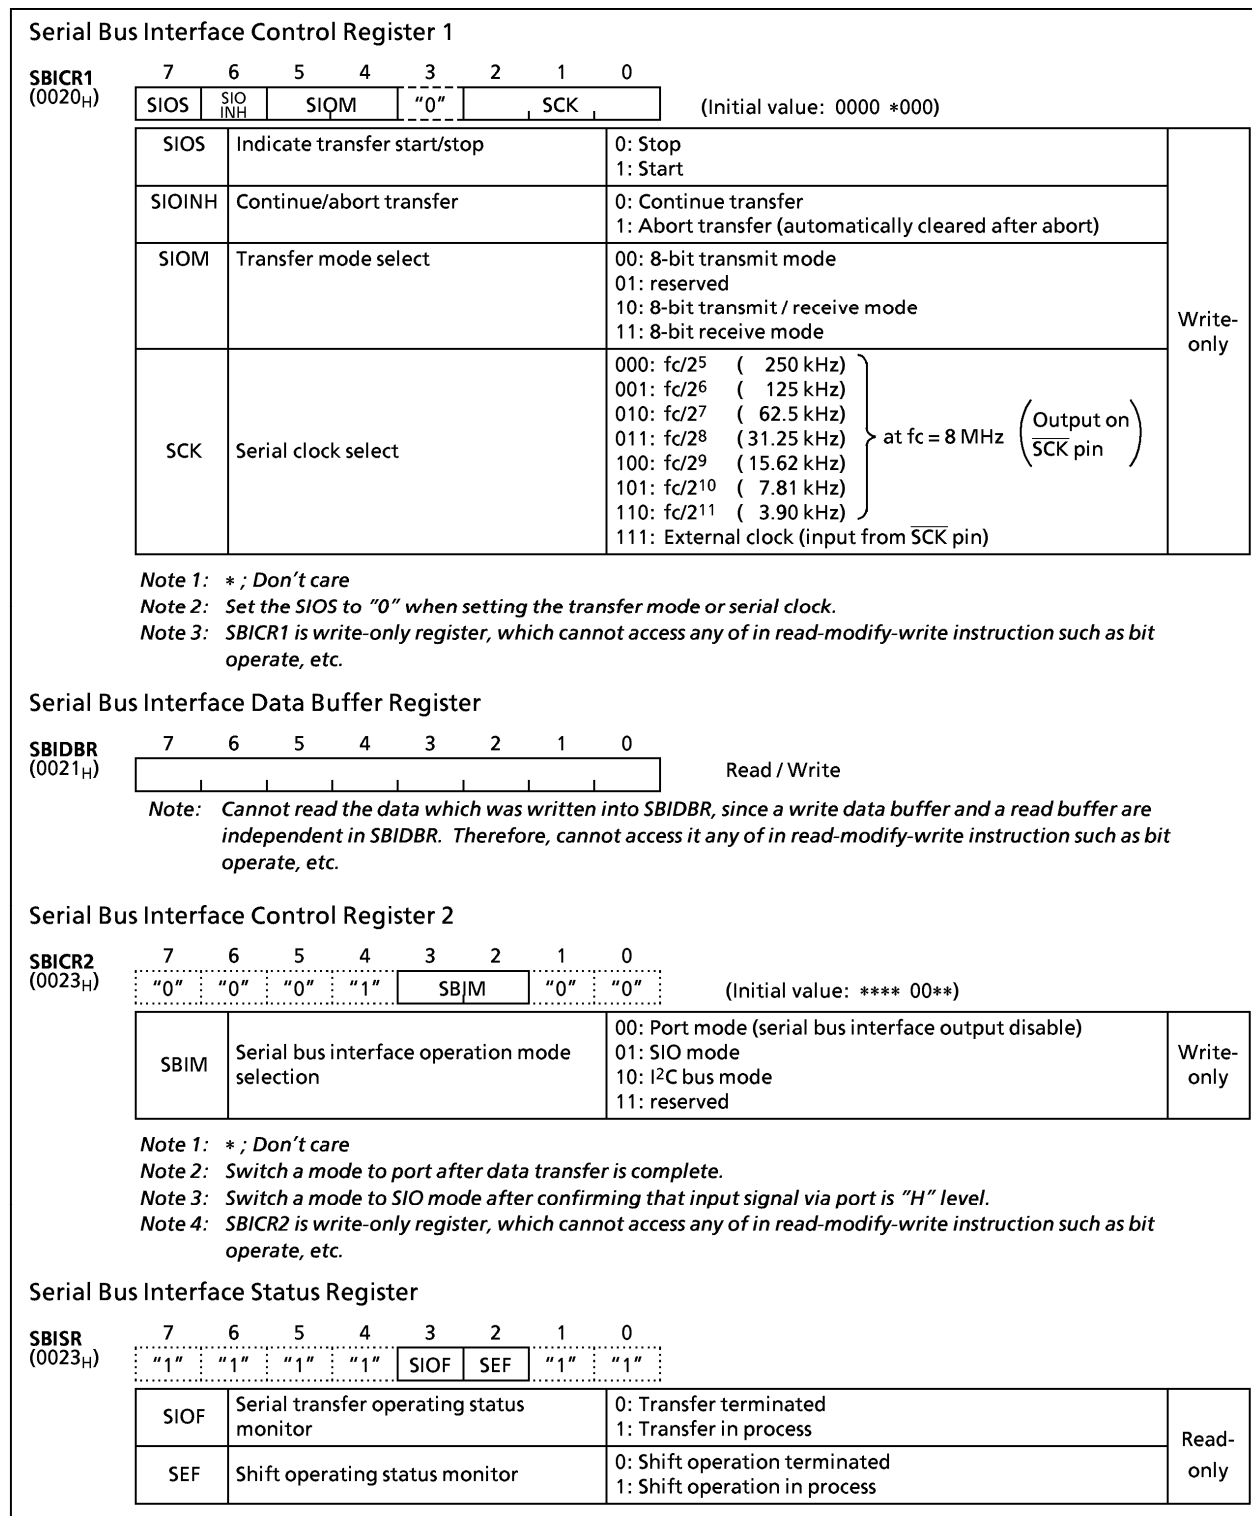 Serial Bus Interface Control Register 1
7 6 5 4 3 2 1 0
SBICR1
(0020H)
SIOS SIO INH SIOM “0” SCK (Initial value: 0000 *000)
SIOS Indicate transfer start/stop 0: Stop
1: Start
SIOINH Continue/abort transfer 0: Continue transfer
1: Abort transfer (automatically cleared after abort)
SIOM Transfer mode select 00: 8-bit transmit mode
01: reserved
10: 8-bit transmit / receive mode
11: 8-bit receive mode
Write-only
SCK Serial clock select
000: fc/2⁵ ( 250 kHz)
001: fc/2⁶ ( 125 kHz)
010: fc/2⁷ ( 62.5 kHz)
011: fc/2⁸ (31.25 kHz)
100: fc/2⁹ (15.62 kHz)
101: fc/2¹⁰ ( 7.81 kHz)
110: fc/2¹¹ ( 3.90 kHz)
at fc = 8 MHz (Output on SCK pin)
111: External clock (input from SCK pin)
Note 1: * ; Don’t care
Note 2: Set the SIOS to ”0” when setting the transfer mode or serial clock.
Note 3: SBICR1 is write-only register, which cannot access any of in read-modify-write instruction such as bit
operate, etc.
Serial Bus Interface Data Buffer Register
7 6 5 4 3 2 1 0
SBIDBR
(0021H)
Read / Write
Note: Cannot read the data which was written into SBIDBR, since a write data buffer and a read buffer are
independent in SBIDBR. Therefore, cannot access it any of in read-modify-write instruction such as bit
operate, etc.
Serial Bus Interface Control Register 2
7 6 5 4 3 2 1 0
SBICR2
(0023H)
“0” “0” “0” “1” SBIM “0” “0” (Initial value: **** 00**)
SBIM Serial bus interface operation mode
selection
00: Port mode (serial bus interface output disable)
01: SIO mode
10: I²C bus mode
11: reserved
Write-only
Note 1: * ; Don’t care
Note 2: Switch a mode to port after data transfer is complete.
Note 3: Switch a mode to SIO mode after confirming that input signal via port is ”H” level.
Note 4: SBICR2 is write-only register, which cannot access any of in read-modify-write instruction such as bit
operate, etc.
Serial Bus Interface Status Register
7 6 5 4 3 2 1 0
SBISR
(0023H)
“1” “1” “1” “1” SIOF SEF “1” “1”
SIOF Serial transfer operating status
monitor
0: Transfer terminated
1: Transfer in process
SEF Shift operating status monitor
0: Shift operation terminated
1: Shift operation in process
Read-only